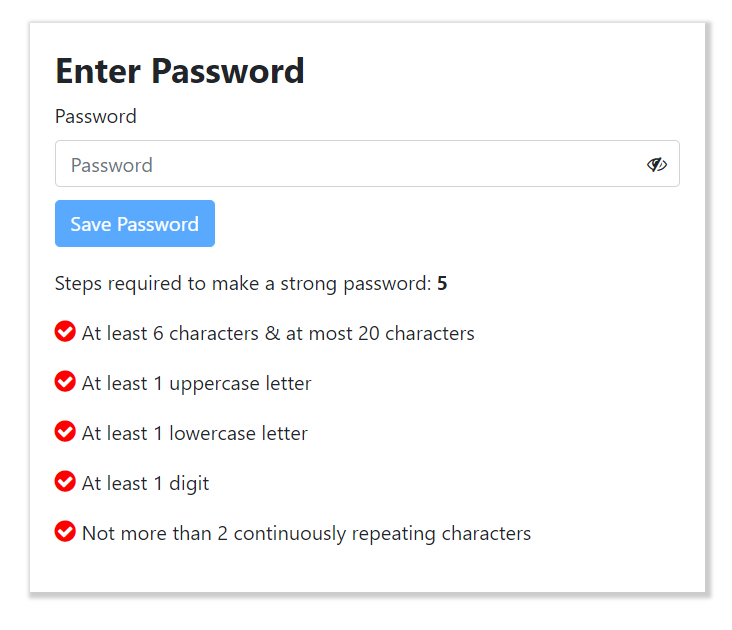 Enter Password
Password
Password
Save Password
Steps required to make a strong password: 5
At least 6 characters & at most 20 characters
At least 1 uppercase letter
At least 1 lowercase letter
At least 1 digit
Not more than 2 continuously repeating characters